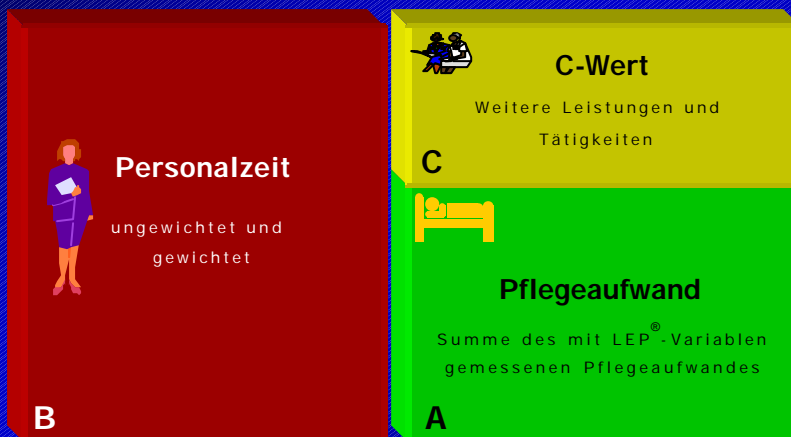 Personalzeit
ungewichtet und
gewichtet
B
C-Wert
Weitere Leistungen und
Tätigkeiten
C
Pflegeaufwand
Summe des mit LEP®-Variablen
gemessenen Pflegeaufwandes
A